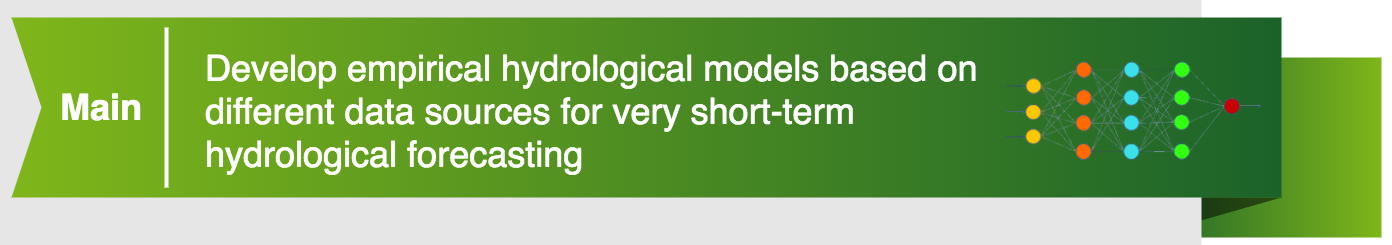 Main
Develop empirical hydrological models based on
different data sources for very short-term
hydrological forecasting